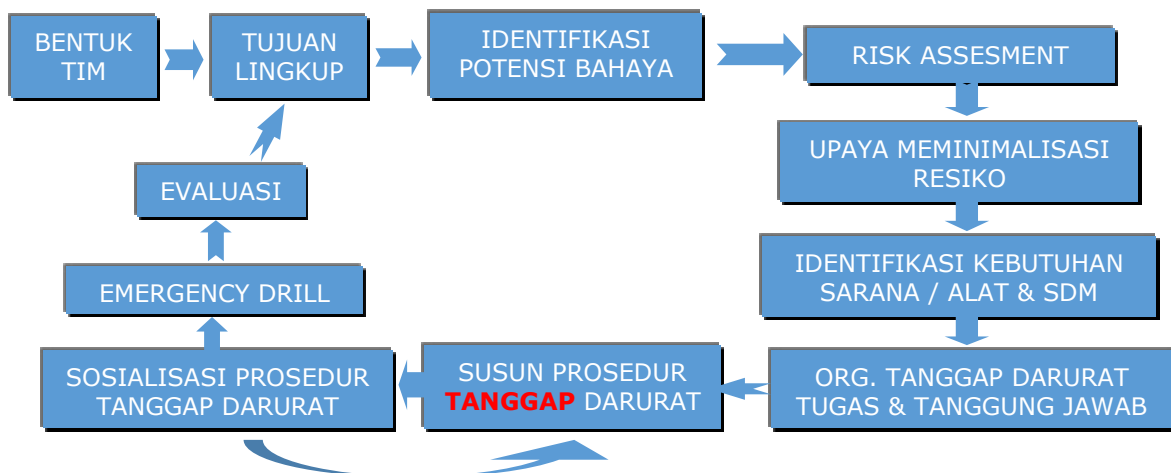 BENTUK
TIM
TUJUAN
LINGKUP
IDENTIFIKASI
POTENSI BAHAYA
RISK ASSESMENT
UPAYA MEMINIMALISASI
RESIKO
IDENTIFIKASI KEBUTUHAN
SARANA / ALAT & SDM
ORG. TANGGAP DARURAT
TUGAS & TANGGUNG JAWAB
SUSUN PROSEDUR
TANGGAP DARURAT
SOSIALISASI PROSEDUR
TANGGAP DARURAT
EMERGENCY DRILL
EVALUASI